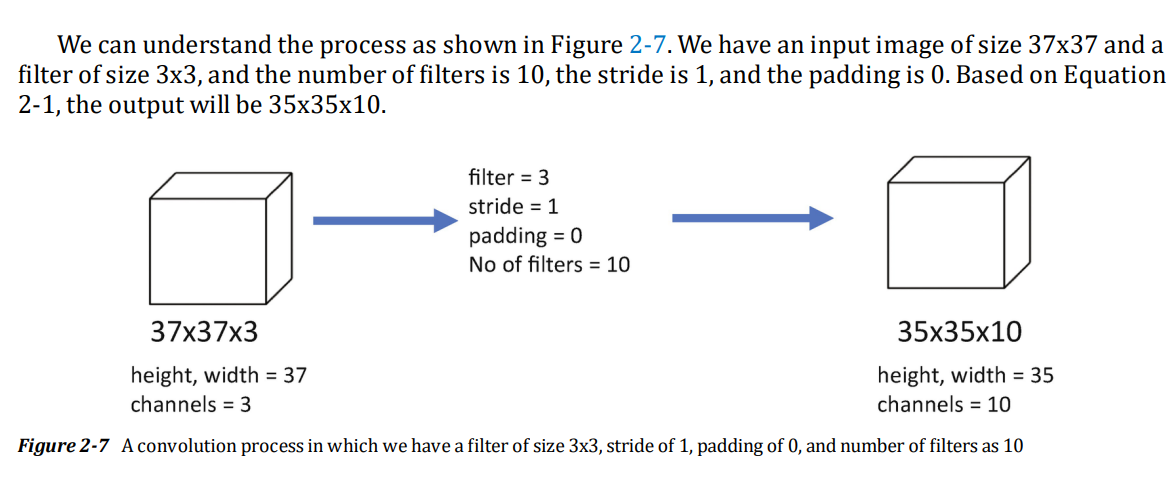 We can understand the process as shown in Figure 2-7. We have an input image of size 37x37 and a
filter of size 3x3, and the number of filters is 10, the stride is 1, and the padding is 0. Based on Equation
2-1, the output will be 35x35x10.
filter = 3
stride = 1
padding = 0
No of filters = 10
37x37x3
height, width = 37
channels = 3
35x35x10
height, width = 35
channels = 10
Figure 2-7 A convolution process in which we have a filter of size 3x3, stride of 1, padding of 0, and number of filters as 10